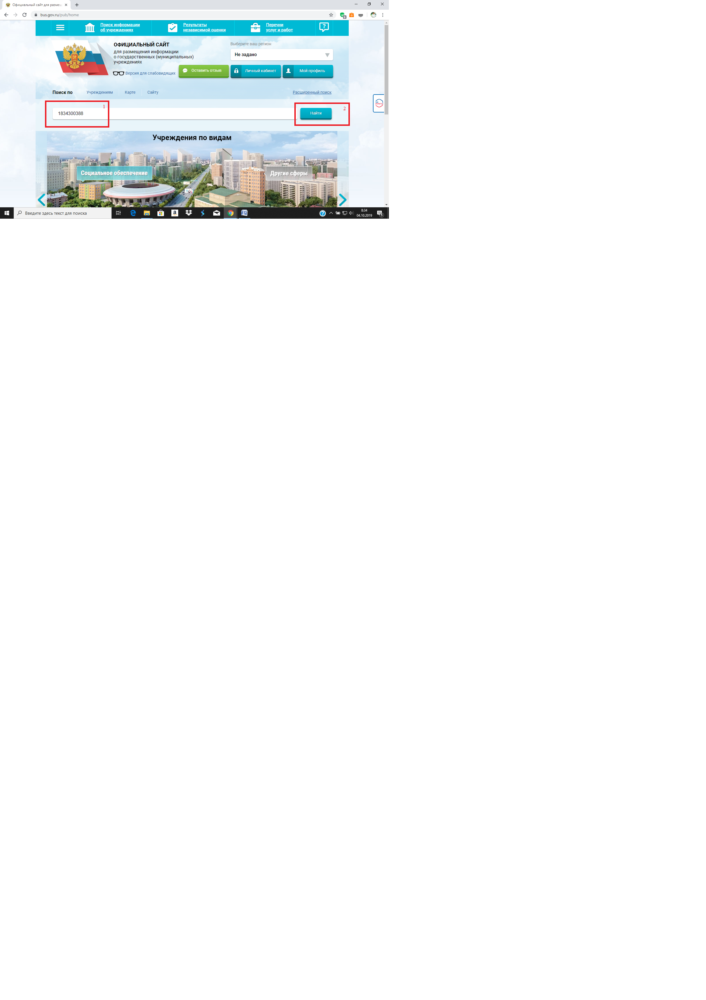 Официальный сайт для размещ
bus.gov.ru/pub/home
Поиск информации
об учреждениях
Результаты
независимой оценки
Перечни
услуг и работ
ОФИЦИАЛЬНЫЙ САЙТ
для размещения информации
о государственных (муниципальных)
учреждениях
Версия для слабовидящих
Выберите ваш регион
Не задано
Оставить отзыв
Личный кабинет
Мой профиль
Поиск по
Учреждениям
Карте
Сайту
Расширенный поиск
1
1834300388
Найти
2
Учреждения по видам
Социальное обеспечение
Другие сферы
Введите здесь текст для поиска
8:34
04.10.2019
5